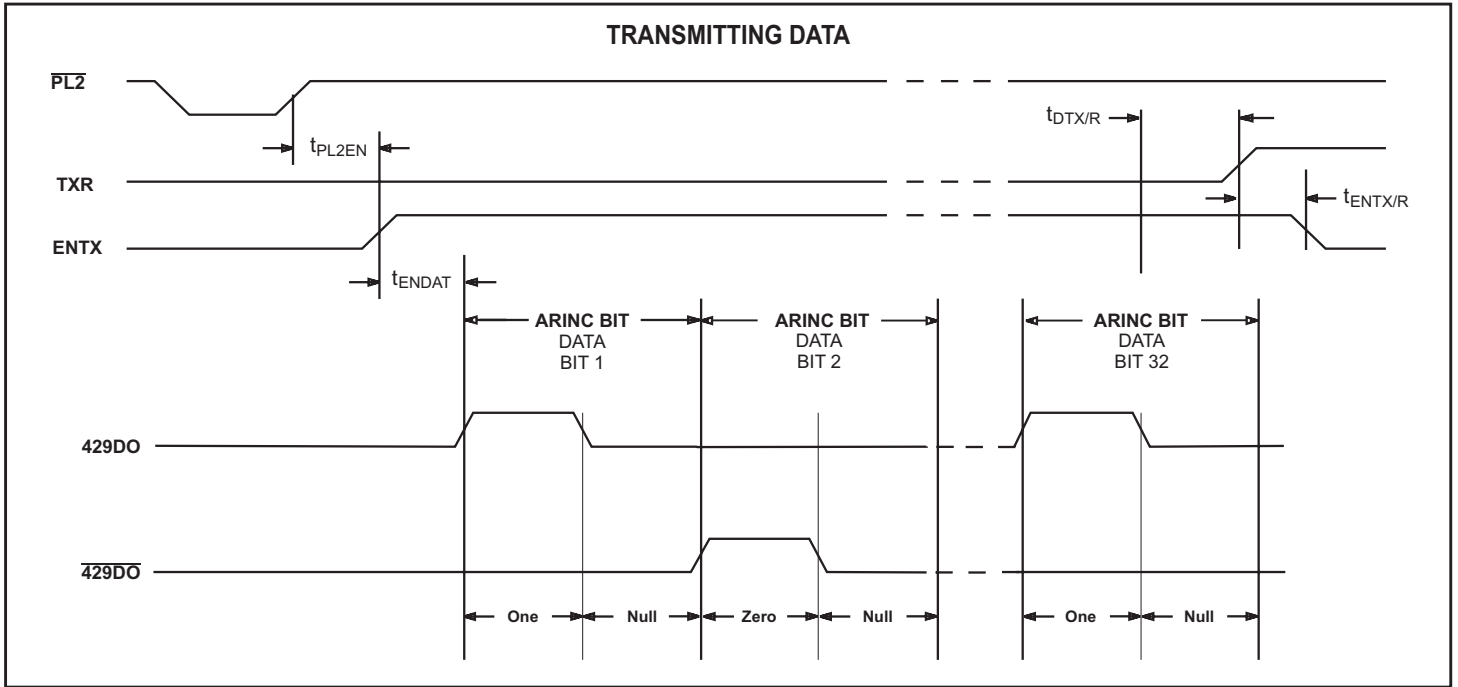 TRANSMITTING DATA
PL2
tDTX/R
tPL2EN
TXR
tENTX/R
ENTX
tENDAT
ARINC BIT ARINC BIT ARINC BIT
DATA DATA DATA
BIT 1 BIT 2 BIT 32
429DO
429DO
One Null Zero Null One Null